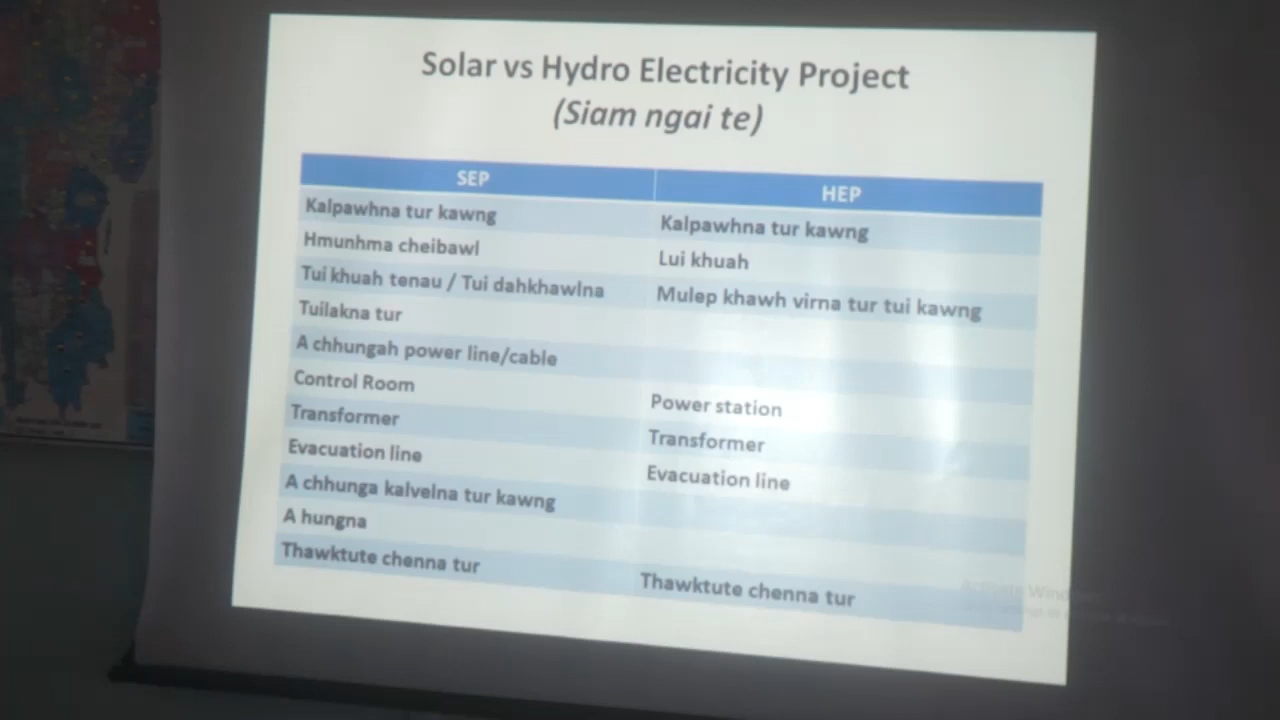 Solar vs Hydro Electricity Project
(Siam ngai te)
SEP HEP
Kalpawhna tur kawng Kalpawhna tur kawng
Hmunhma cheibawl Lui khuah
Tui khuah tenau / Tui dahkhawlna Mulep khawh virna tur tui kawng
Tuilakna tur
A chhungah power line/cable
Control Room Power station
Transformer Transformer
Evacuation line Evacuation line
A chhunga kalvelna tur kawng
A hungna
Thawktute chenna tur Thawktute chenna tur